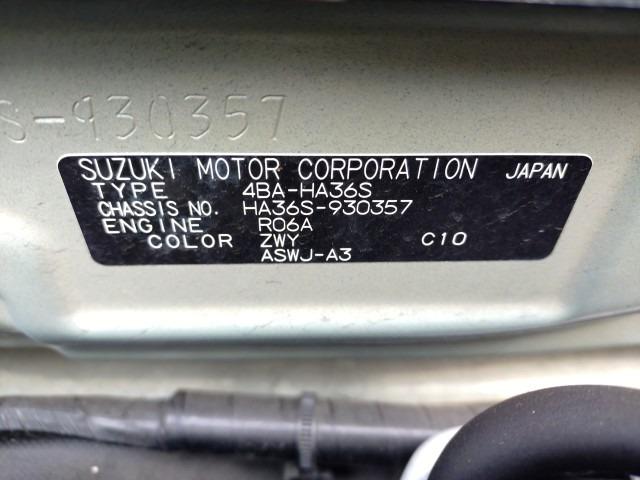 S-930357
SUZUKI MOTOR CORPORATION JAPAN
TYPE 4BA-HA36S
CHASSIS NO. HA36S-930357
ENGINE R06A
COLOR ZWY C10
ASWJ-A3